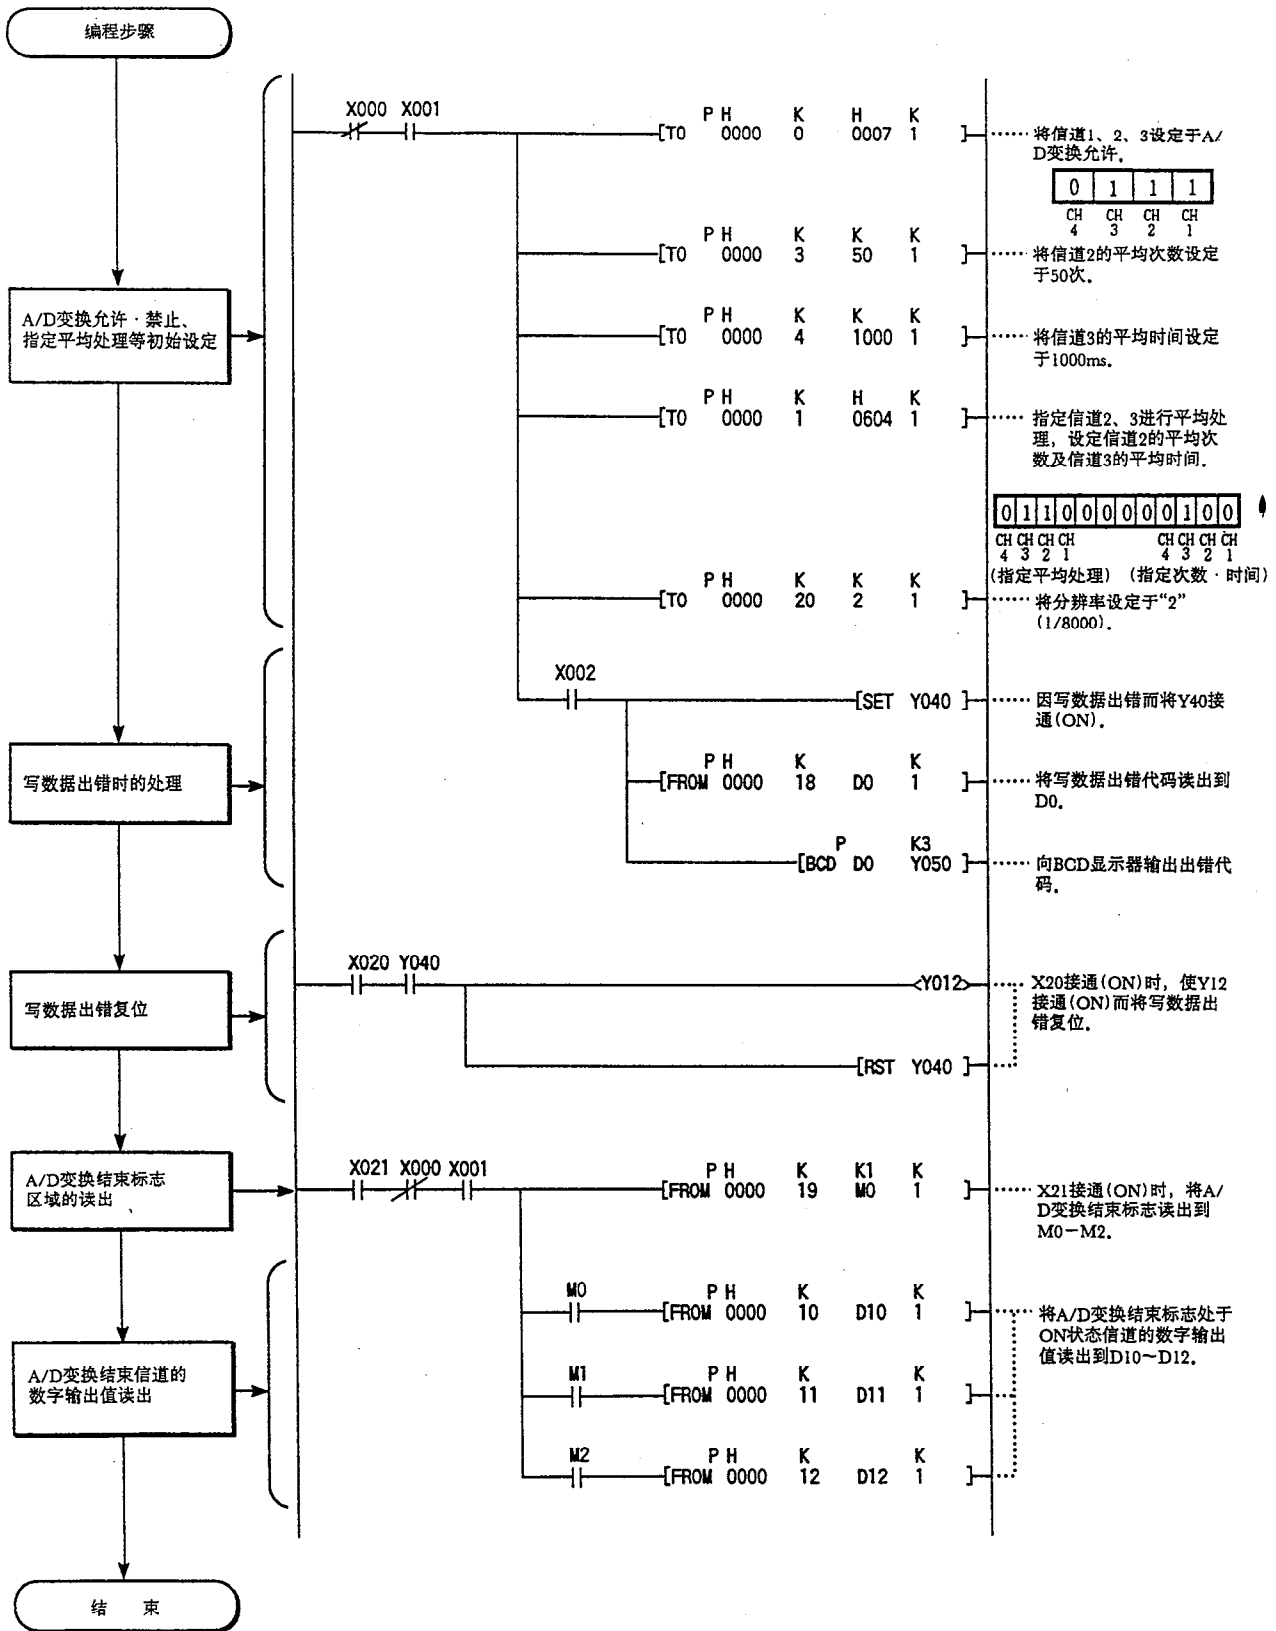 编程步骤
X000 X001
P H K H K
[TO 0000 0 0007 1 ]
将信道1、2、3设定于A/
D变换允许.
0 1 1 1
CH CH CH CH
4 3 2 1
P H K K K
[TO 0000 3 50 1 ]
将信道2的平均次数设定
于50次.
A/D变换允许·禁止、
指定平均处理等初始设定
P H K K K
[TO 0000 4 1000 1 ]
将信道3的平均时间设定
于1000ms.
P H K H K
[TO 0000 1 0604 1 ]
指定信道2、3进行平均处
理, 设定信道2的平均次
数及信道3的平均时间.
0 1 1 0 0 0 0 0 0 1 0 0
CH CH CH CH CH CH CH CH
4 3 2 1 4 3 2 1
(指定平均处理) (指定次数·时间)
P H K K K
[TO 0000 20 2 1 ]
将分辨率设定于“2”
(1/8000).
X002
[SET Y040 ]
因写数据出错而将Y40接
通(ON).
写数据出错时的处理
P H K K
[FROM 0000 18 D0 1 ]
将写数据出错代码读出到
D0.
P K3
[BCD D0 Y050 ]
向BCD显示器输出出错代
码.
写数据出错复位
X020 Y040
<Y012>
X20接通(ON)时, 使Y12
接通(ON)而将写数据出
错复位.
[RST Y040 ]
A/D变换结束标志
区域的读出
X021 X000 X001
P H K K1 K
[FROM 0000 19 M0 1 ]
X21接通(ON)时, 将A/
D变换结束标志读出到
M0-M2.
A/D变换结束信道的
数字输出值读出
M0
P H K K
[FROM 0000 10 D10 1 ]
将A/D变换结束标志处于
ON状态信道的数字输出
值读出到D10~D12.
M1
P H K K
[FROM 0000 11 D11 1 ]
M2
P H K K
[FROM 0000 12 D12 1 ]
结 束